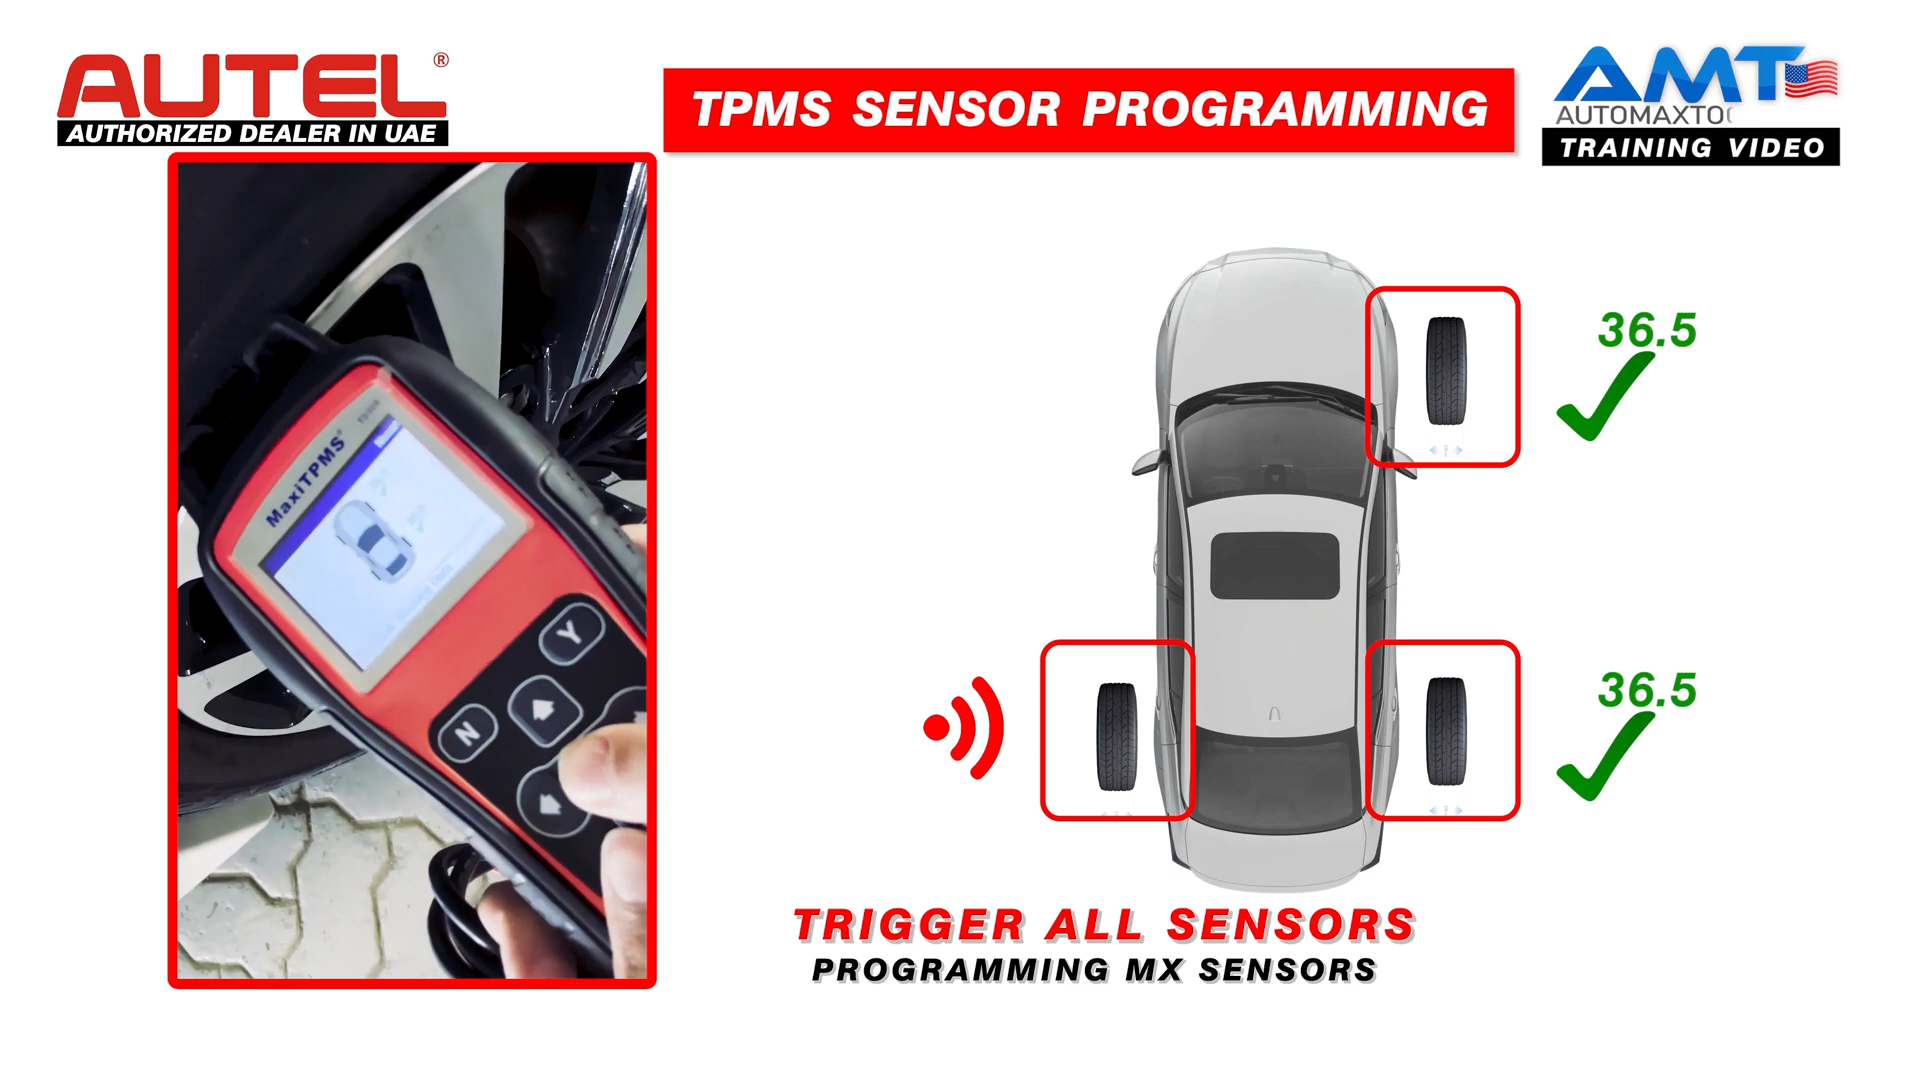 AUTEL®
AUTHORIZED DEALER IN UAE
TPMS SENSOR PROGRAMMING
AMT
AUTOMAXTO
TRAINING VIDEO
MaxiTPMS®
Y
N
36.5
36.5
TRIGGER ALL SENSORS
PROGRAMMING MX SENSORS